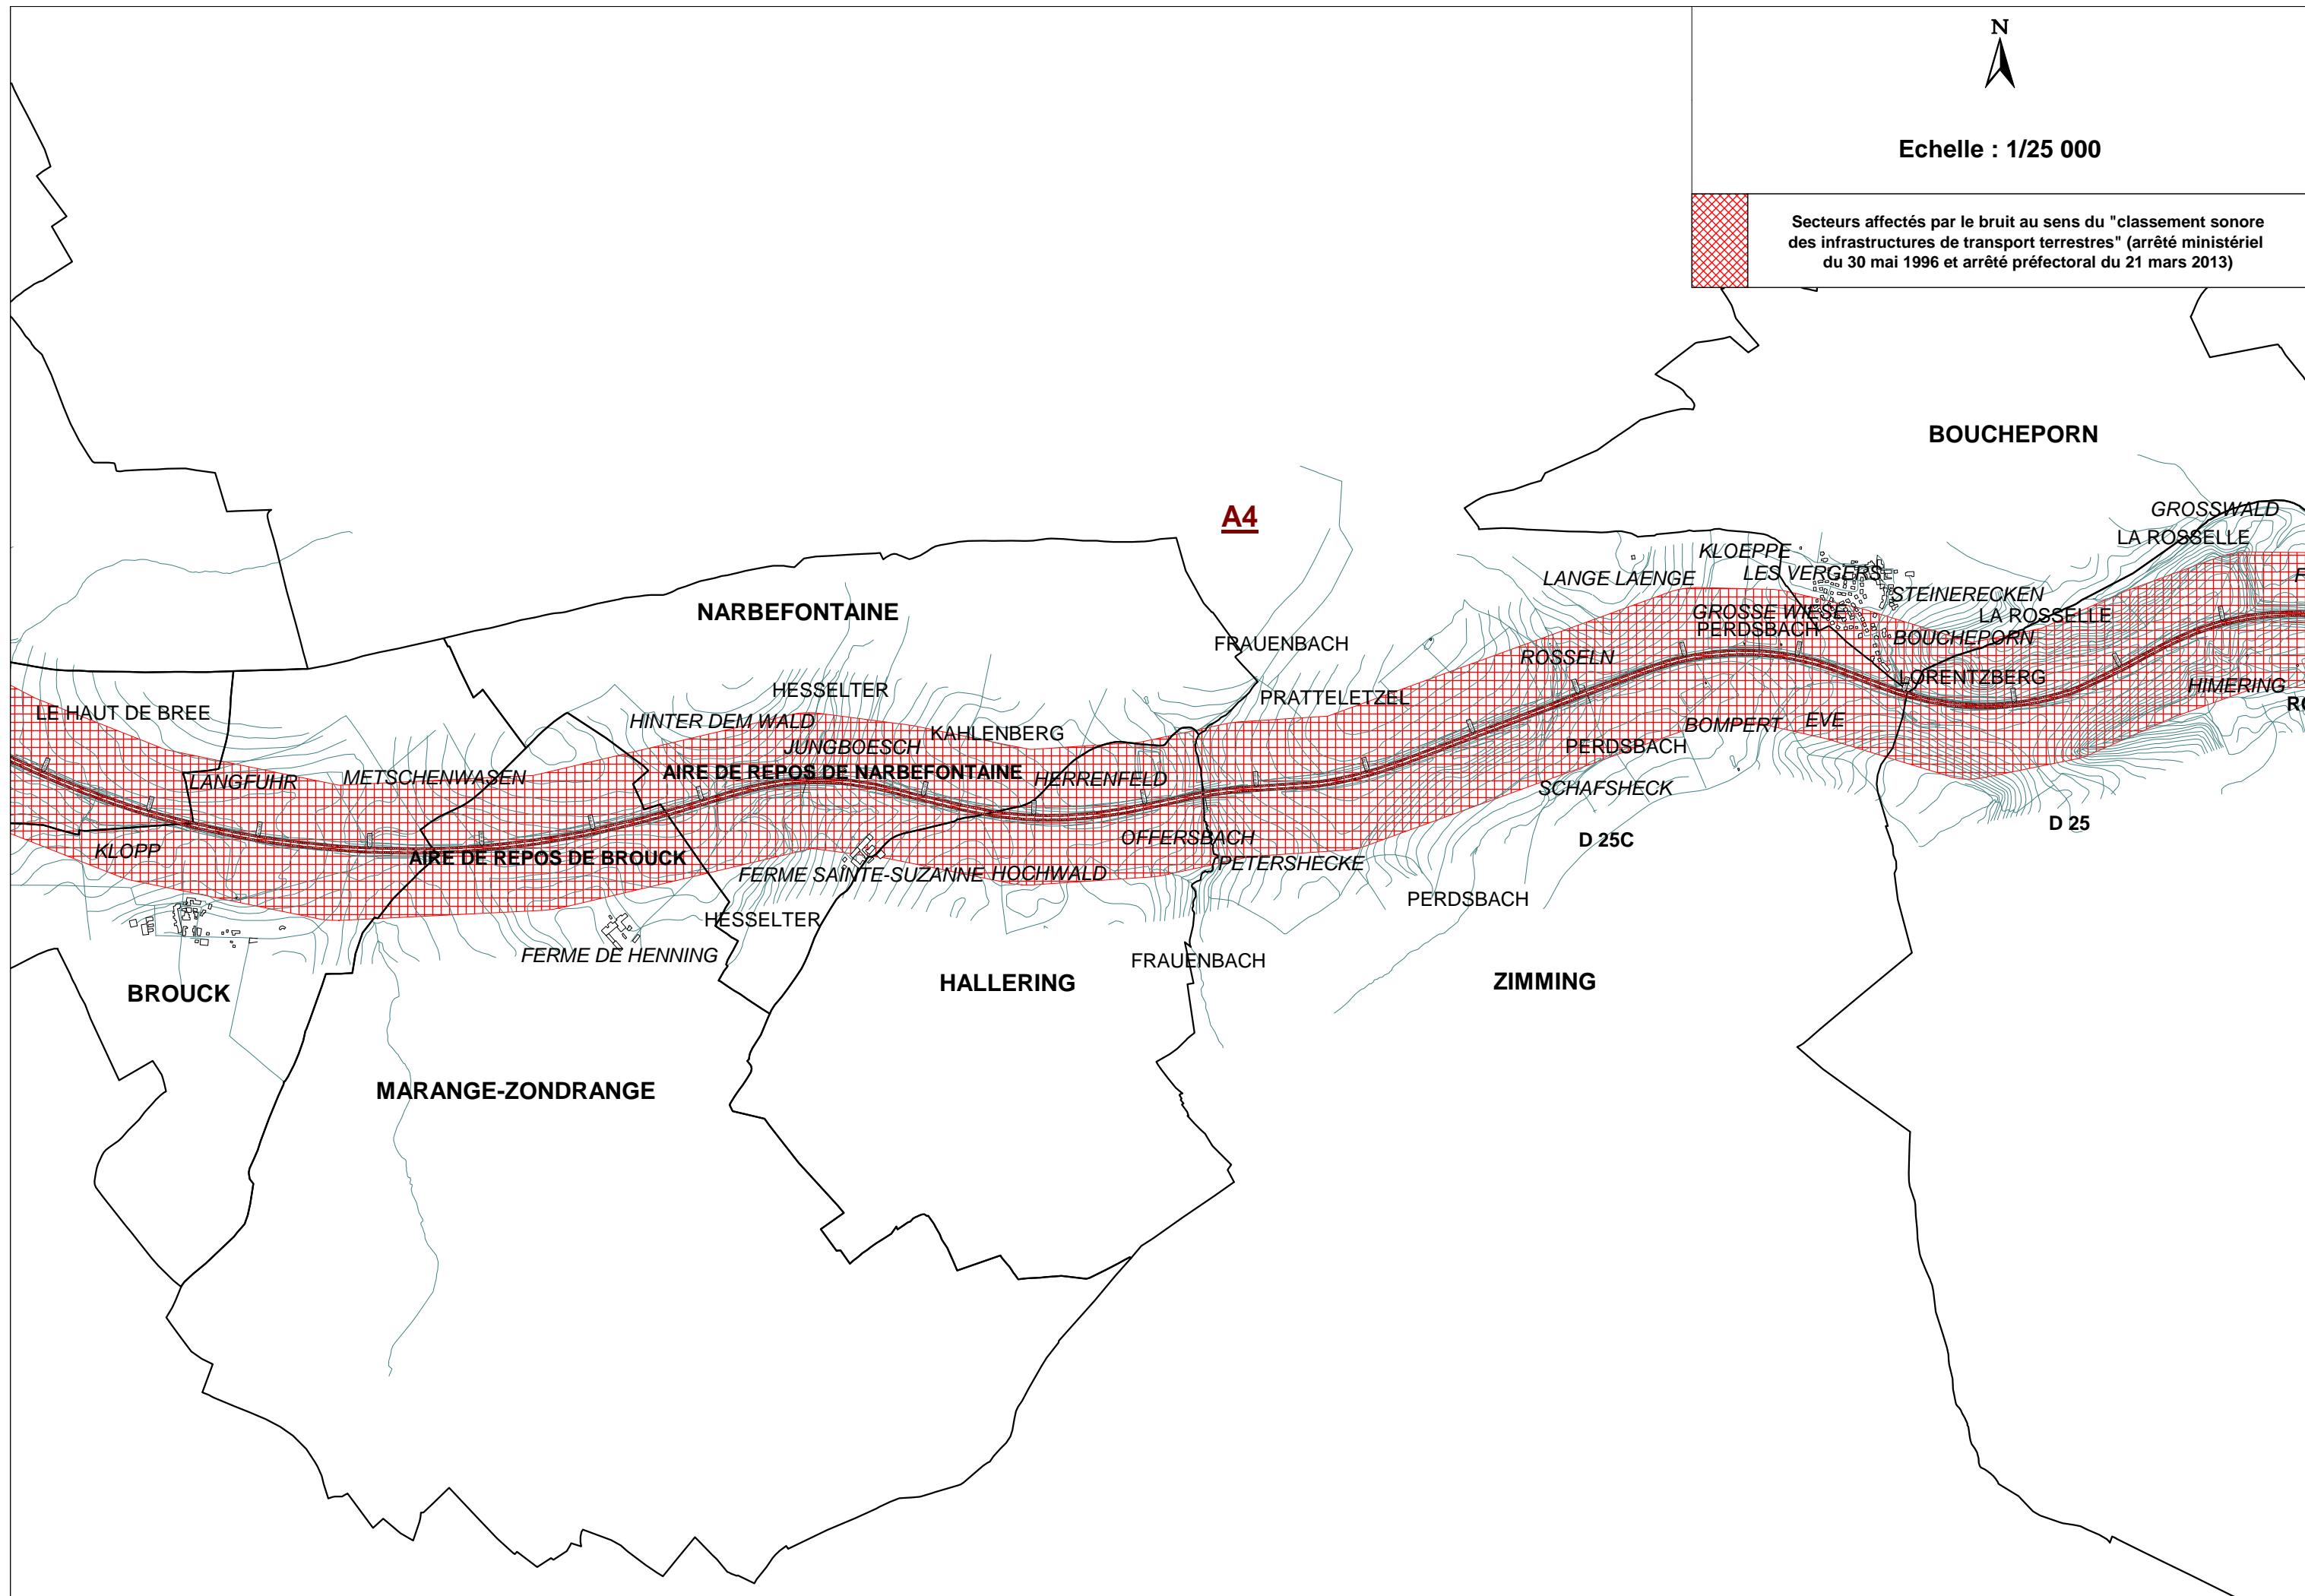 N
Echelle : 1/25 000
Secteurs affectés par le bruit au sens du "classement sonore
des infrastructures de transport terrestres" (arrêté ministériel
du 30 mai 1996 et arrêté préfectoral du 21 mars 2013)
BOUCHEPORN
A4
GROSSWALD
LA ROSSELLE
KLOEPPE
LES VERGERS
LANGE LAENGE
STEINERECKEN
NARBEFONTAINE
GROSSE WIESE
LA ROSSELLE
PERDSBACH
BOUCHEPORN
FRAUENBACH
ROSSELN
LORENTZBERG
HIMERING
HESSELTER
PRATTELETZEL
LE HAUT DE BREE
HINTER DEM WALD
BOMPERT
EVE
KAHLENBERG
JUNGBOESCH
PERDSBACH
AIRE DE REPOS DE NARBEFONTAINE
HERRENFELD
LANGFUHR
METSCHENWASEN
SCHAFSHECK
D 25
OFFERSBACH
D 25C
KLOPP
AIRE DE REPOS DE BROUCK
PETERSHECKE
FERME SAINTE-SUZANNE
HOCHWALD
PERDSBACH
HESSELTER
FERME DE HENNING
FRAUENBACH
BROUCK
HALLERING
ZIMMING
MARANGE-ZONDRANGE